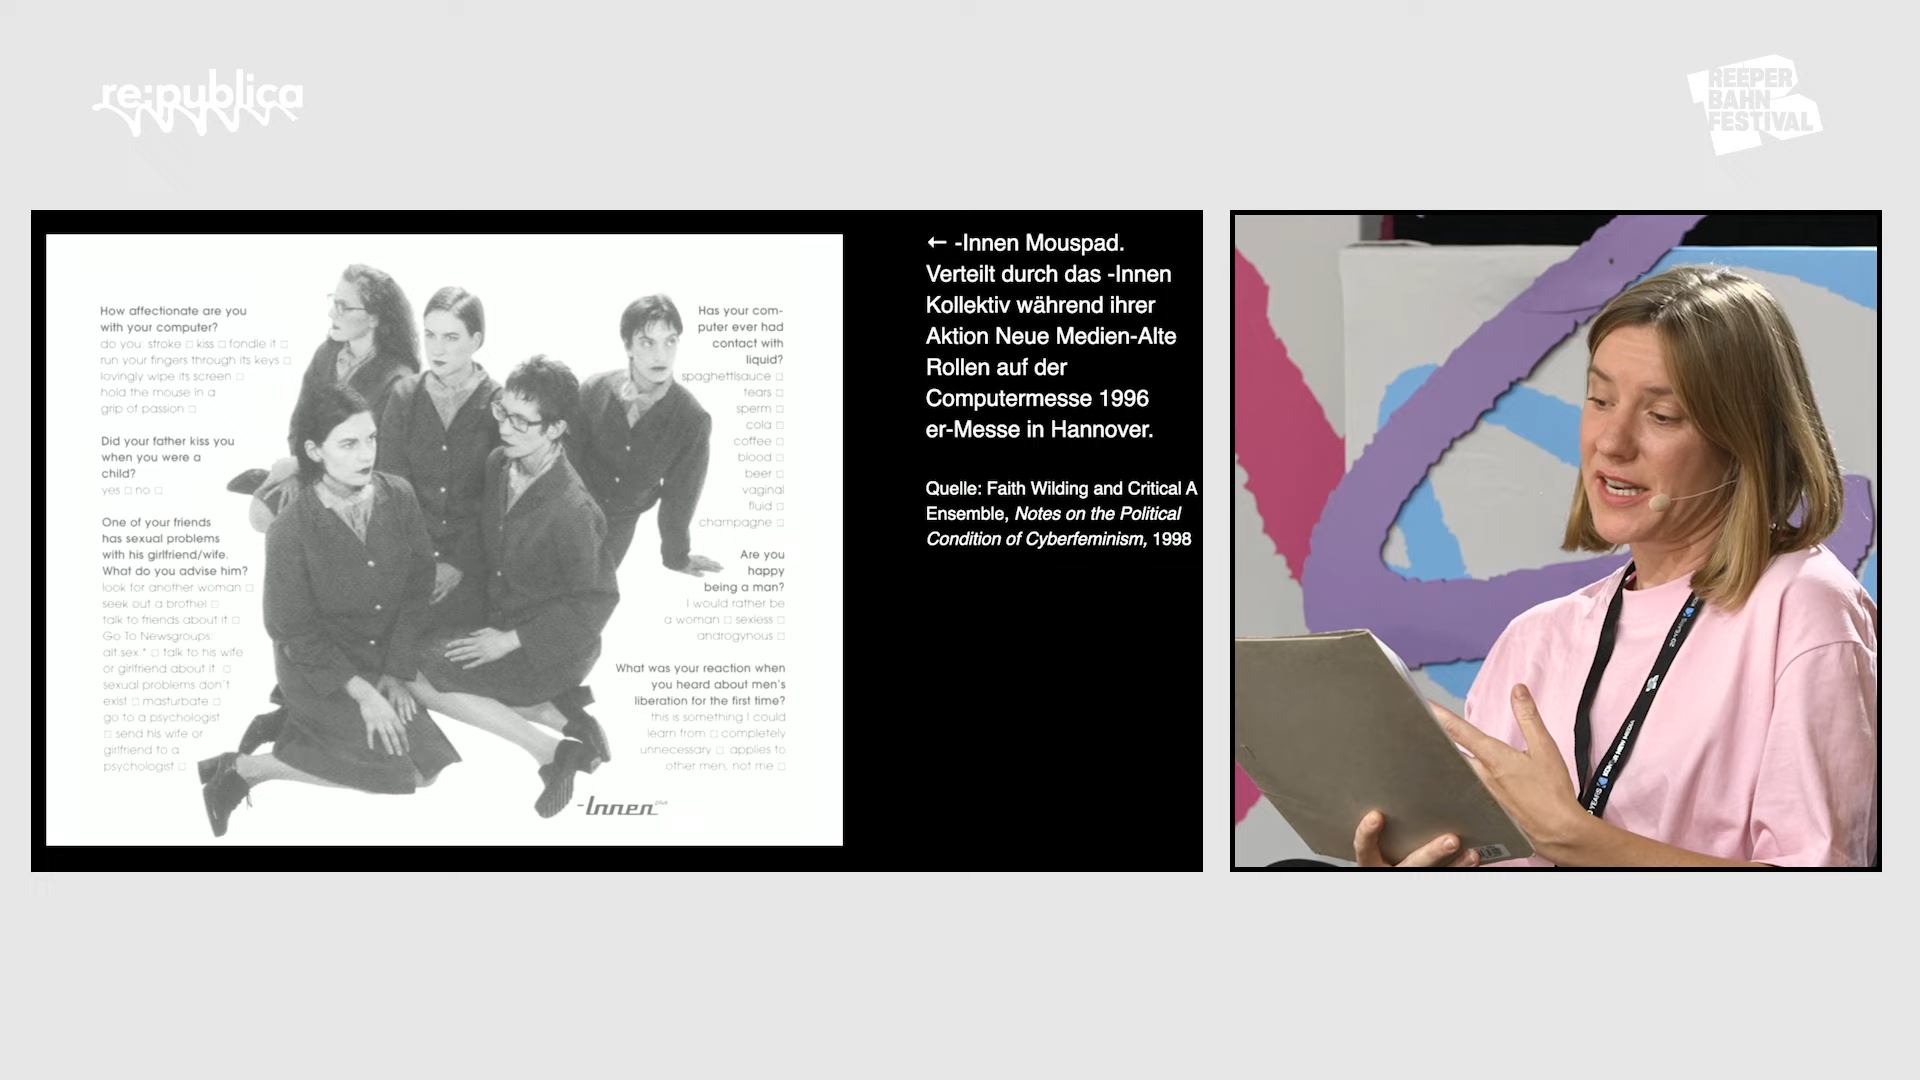 re:publica
REEPER
BAHN
FESTIVAL
How affectionate are you
with your computer?
do you: stroke □ kiss □ fondle it □
run your fingers through its keys □
lovingly wipe its screen □
hold the mouse in a
grip of passion □
Did your father kiss you
when you were a
child?
yes □ no □
One of your friends
has sexual problems
with his girlfriend/wife.
What do you advise him?
look for another woman □
seek out a brothel □
talk to friends about it □
Go To Newsgroups:
alt.sex.* □ talk to his wife
or girlfriend about it □
sexual problems don't
exist □ masturbate □
go to a psychologist
□ send his wife or
girlfriend to a
psychologist □
Has your com-
puter ever had
contact with
liquid?
spaghettisauce □
tears □
sperm □
cola □
coffee □
blood □
beer □
vaginal
fluid □
champagne □
Are you
happy
being a man?
I would rather be
a woman □ sexless □
androgynous □
What was your reaction when
you heard about men's
liberation for the first time?
this is something I could
learn from □ completely
unnecessary □ applies to
other men, not me □
-Innen plus
← -Innen Mouspad.
Verteilt durch das -Innen
Kollektiv während ihrer
Aktion Neue Medien-Alte
Rollen auf der
Computermesse 1996
er-Messe in Hannover.
Quelle: Faith Wilding and Critical A
Ensemble, Notes on the Political
Condition of Cyberfeminism, 1998
20 YEARS